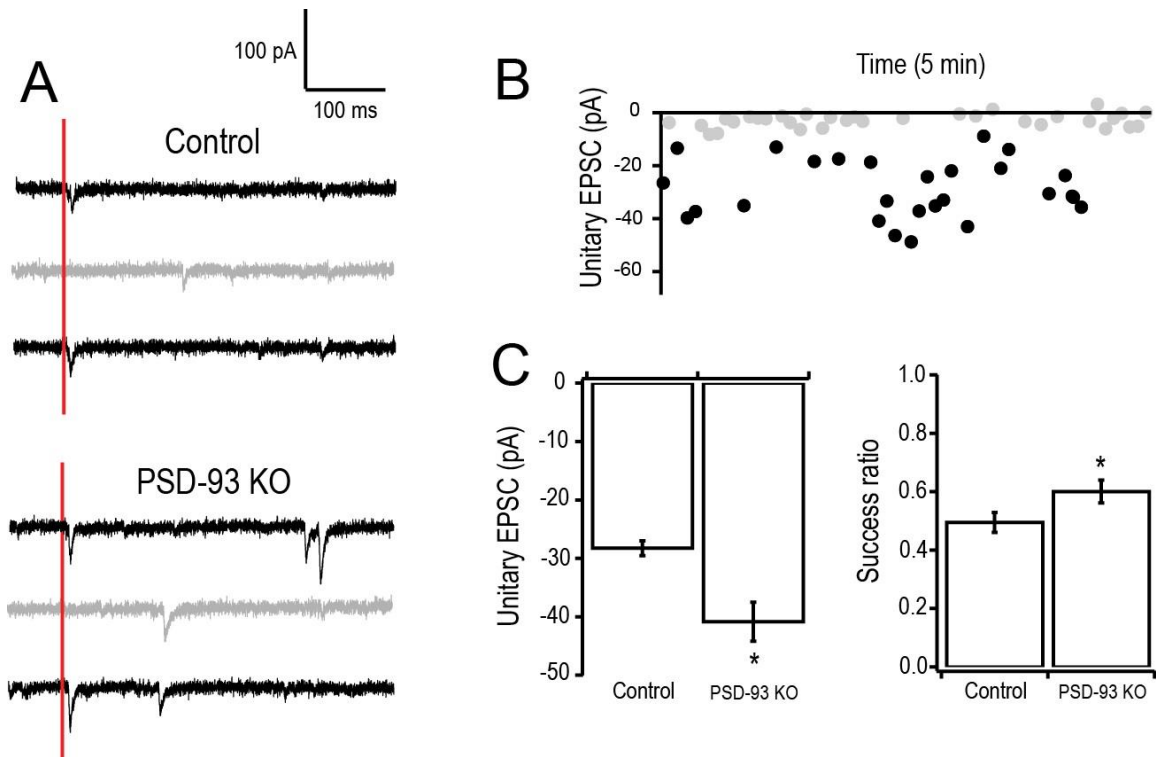 A
100 pA
100 ms
Control
PSD-93 KO
B
Time (5 min)
Unitary EPSC (pA)
0
-20
-40
-60
C
Unitary EPSC (pA)
0
-10
-20
-30
-40
-50
*
Control
PSD-93 KO
Success ratio
1.0
0.8
0.6
0.4
0.2
0.0
*
Control
PSD-93 KO